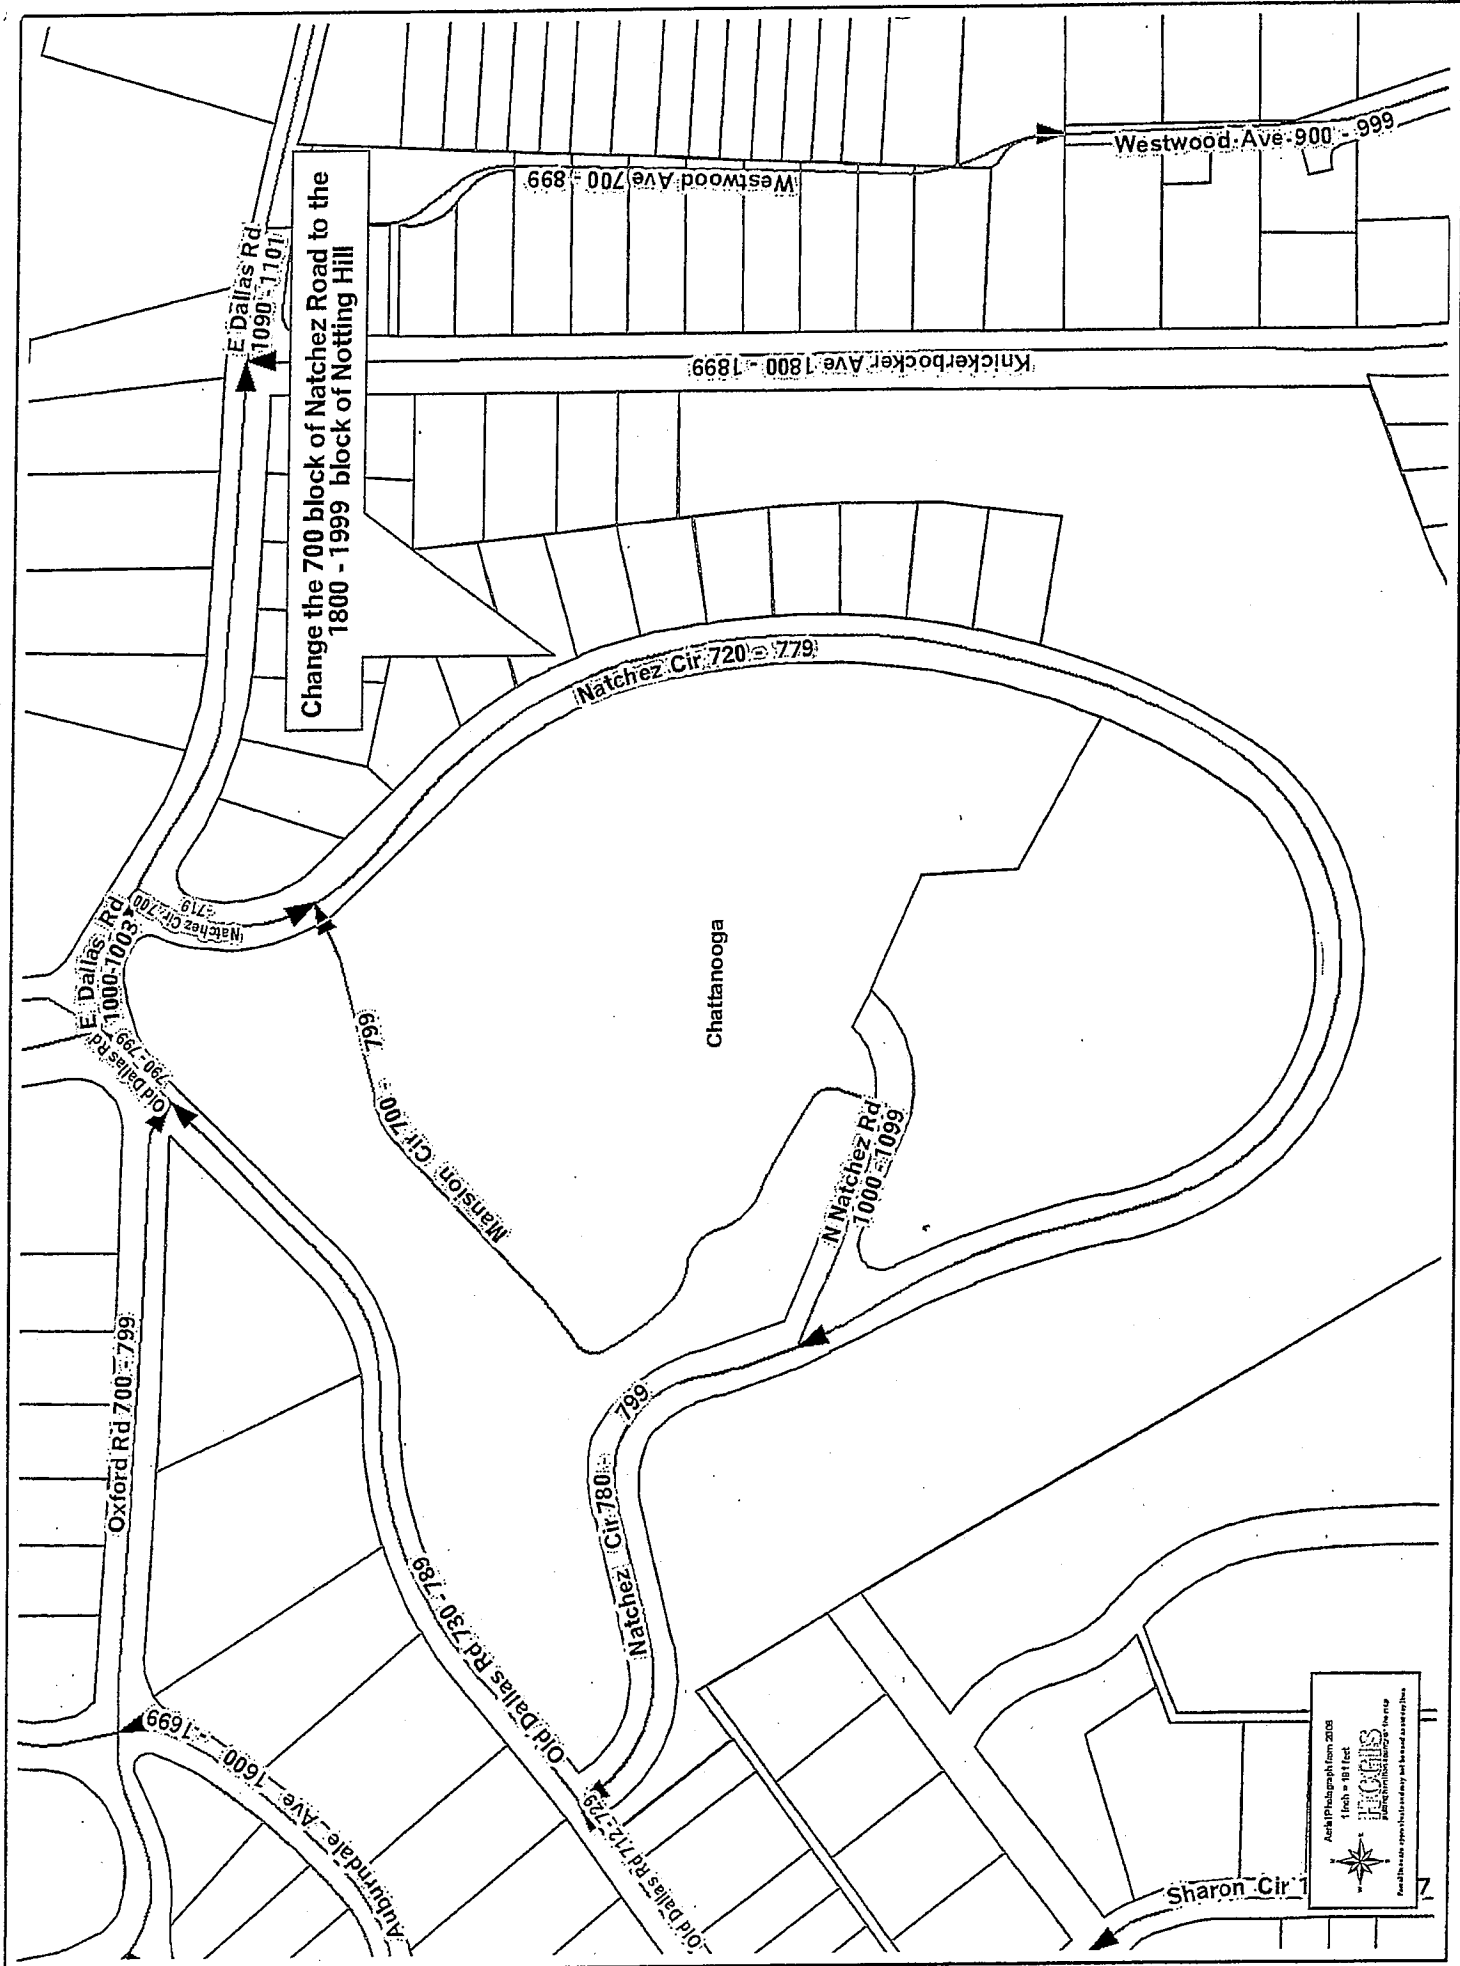 Change the 700 block of Natchez Road to the
1800 - 1999 block of Notting Hill
E Dallas Rd
1090 - 1101
Westwood Ave 700 - 899
Westwood Ave 900 - 999
Knickerbocker Ave 1800 - 1899
Natchez Cir 720 - 779
Natchez Cir 700
- 719
E Dallas Rd
1000-1003
Old Dallas Rd
790 - 799
Mansion Cir 700 - 799
Chattanooga
N Natchez Rd
1000 - 1099
Oxford Rd 700 - 799
Natchez Cir 780 - 799
Old Dallas Rd 730 - 789
Old Dallas Rd 712 - 729
Auburndale Ave 1600 - 1699
Sharon Cir 1
7
Aerial Photograph from 2008
HCGIS